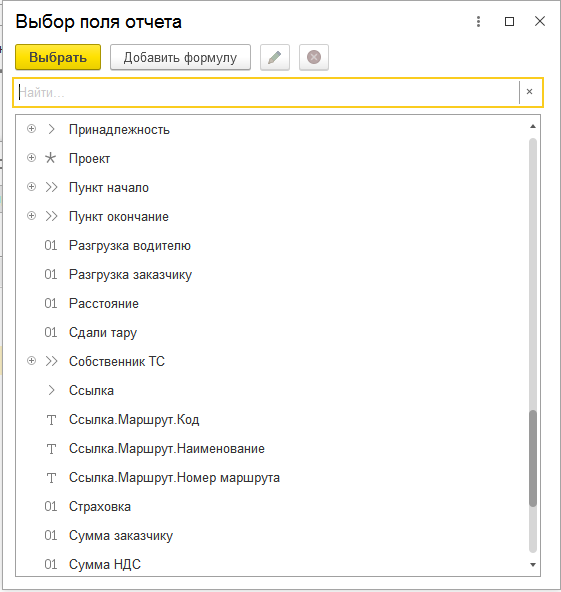 Выбор поля отчета
Выбрать
Добавить формулу
Найти...
Принадлежность
Проект
Пункт начало
Пункт окончание
01 Разгрузка водителю
01 Разгрузка заказчику
01 Расстояние
01 Сдали тару
Собственник ТС
Ссылка
T Ссылка.Маршрут.Код
T Ссылка.Маршрут.Наименование
T Ссылка.Маршрут.Номер маршрута
01 Страховка
01 Сумма заказчику
01 Сумма НДС